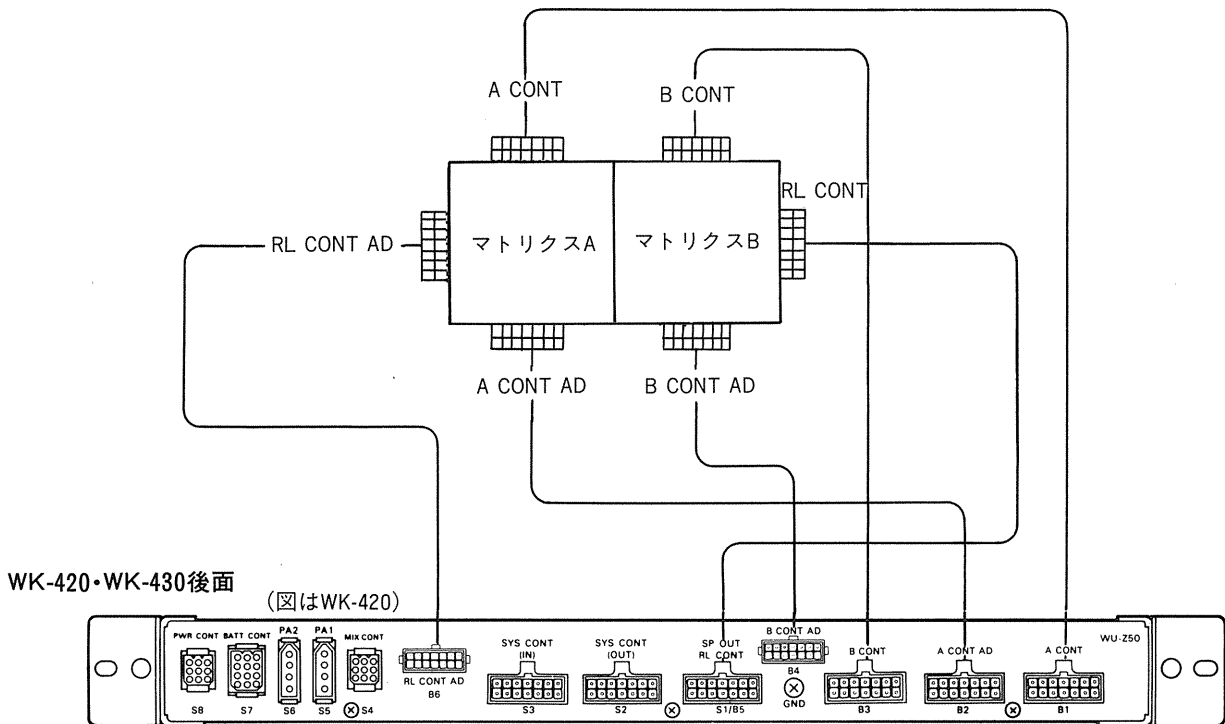 A CONT
B CONT
RL CONT
RL CONT AD
マトリクスA
マトリクスB
A CONT AD
B CONT AD
WK-420・WK-430後面
(図はWK-420)
PWR CONT
BATT CONT
PA2
PA1
MIX CONT
RL CONT AD
B6
SYS CONT
(IN)
SYS CONT
(OUT)
SP OUT
RL CONT
B CONT AD
B4
GND
B CONT
A CONT AD
A CONT
WU-Z50
S8
S7
S6
S5
S4
S3
S2
S1/B5
B3
B2
B1